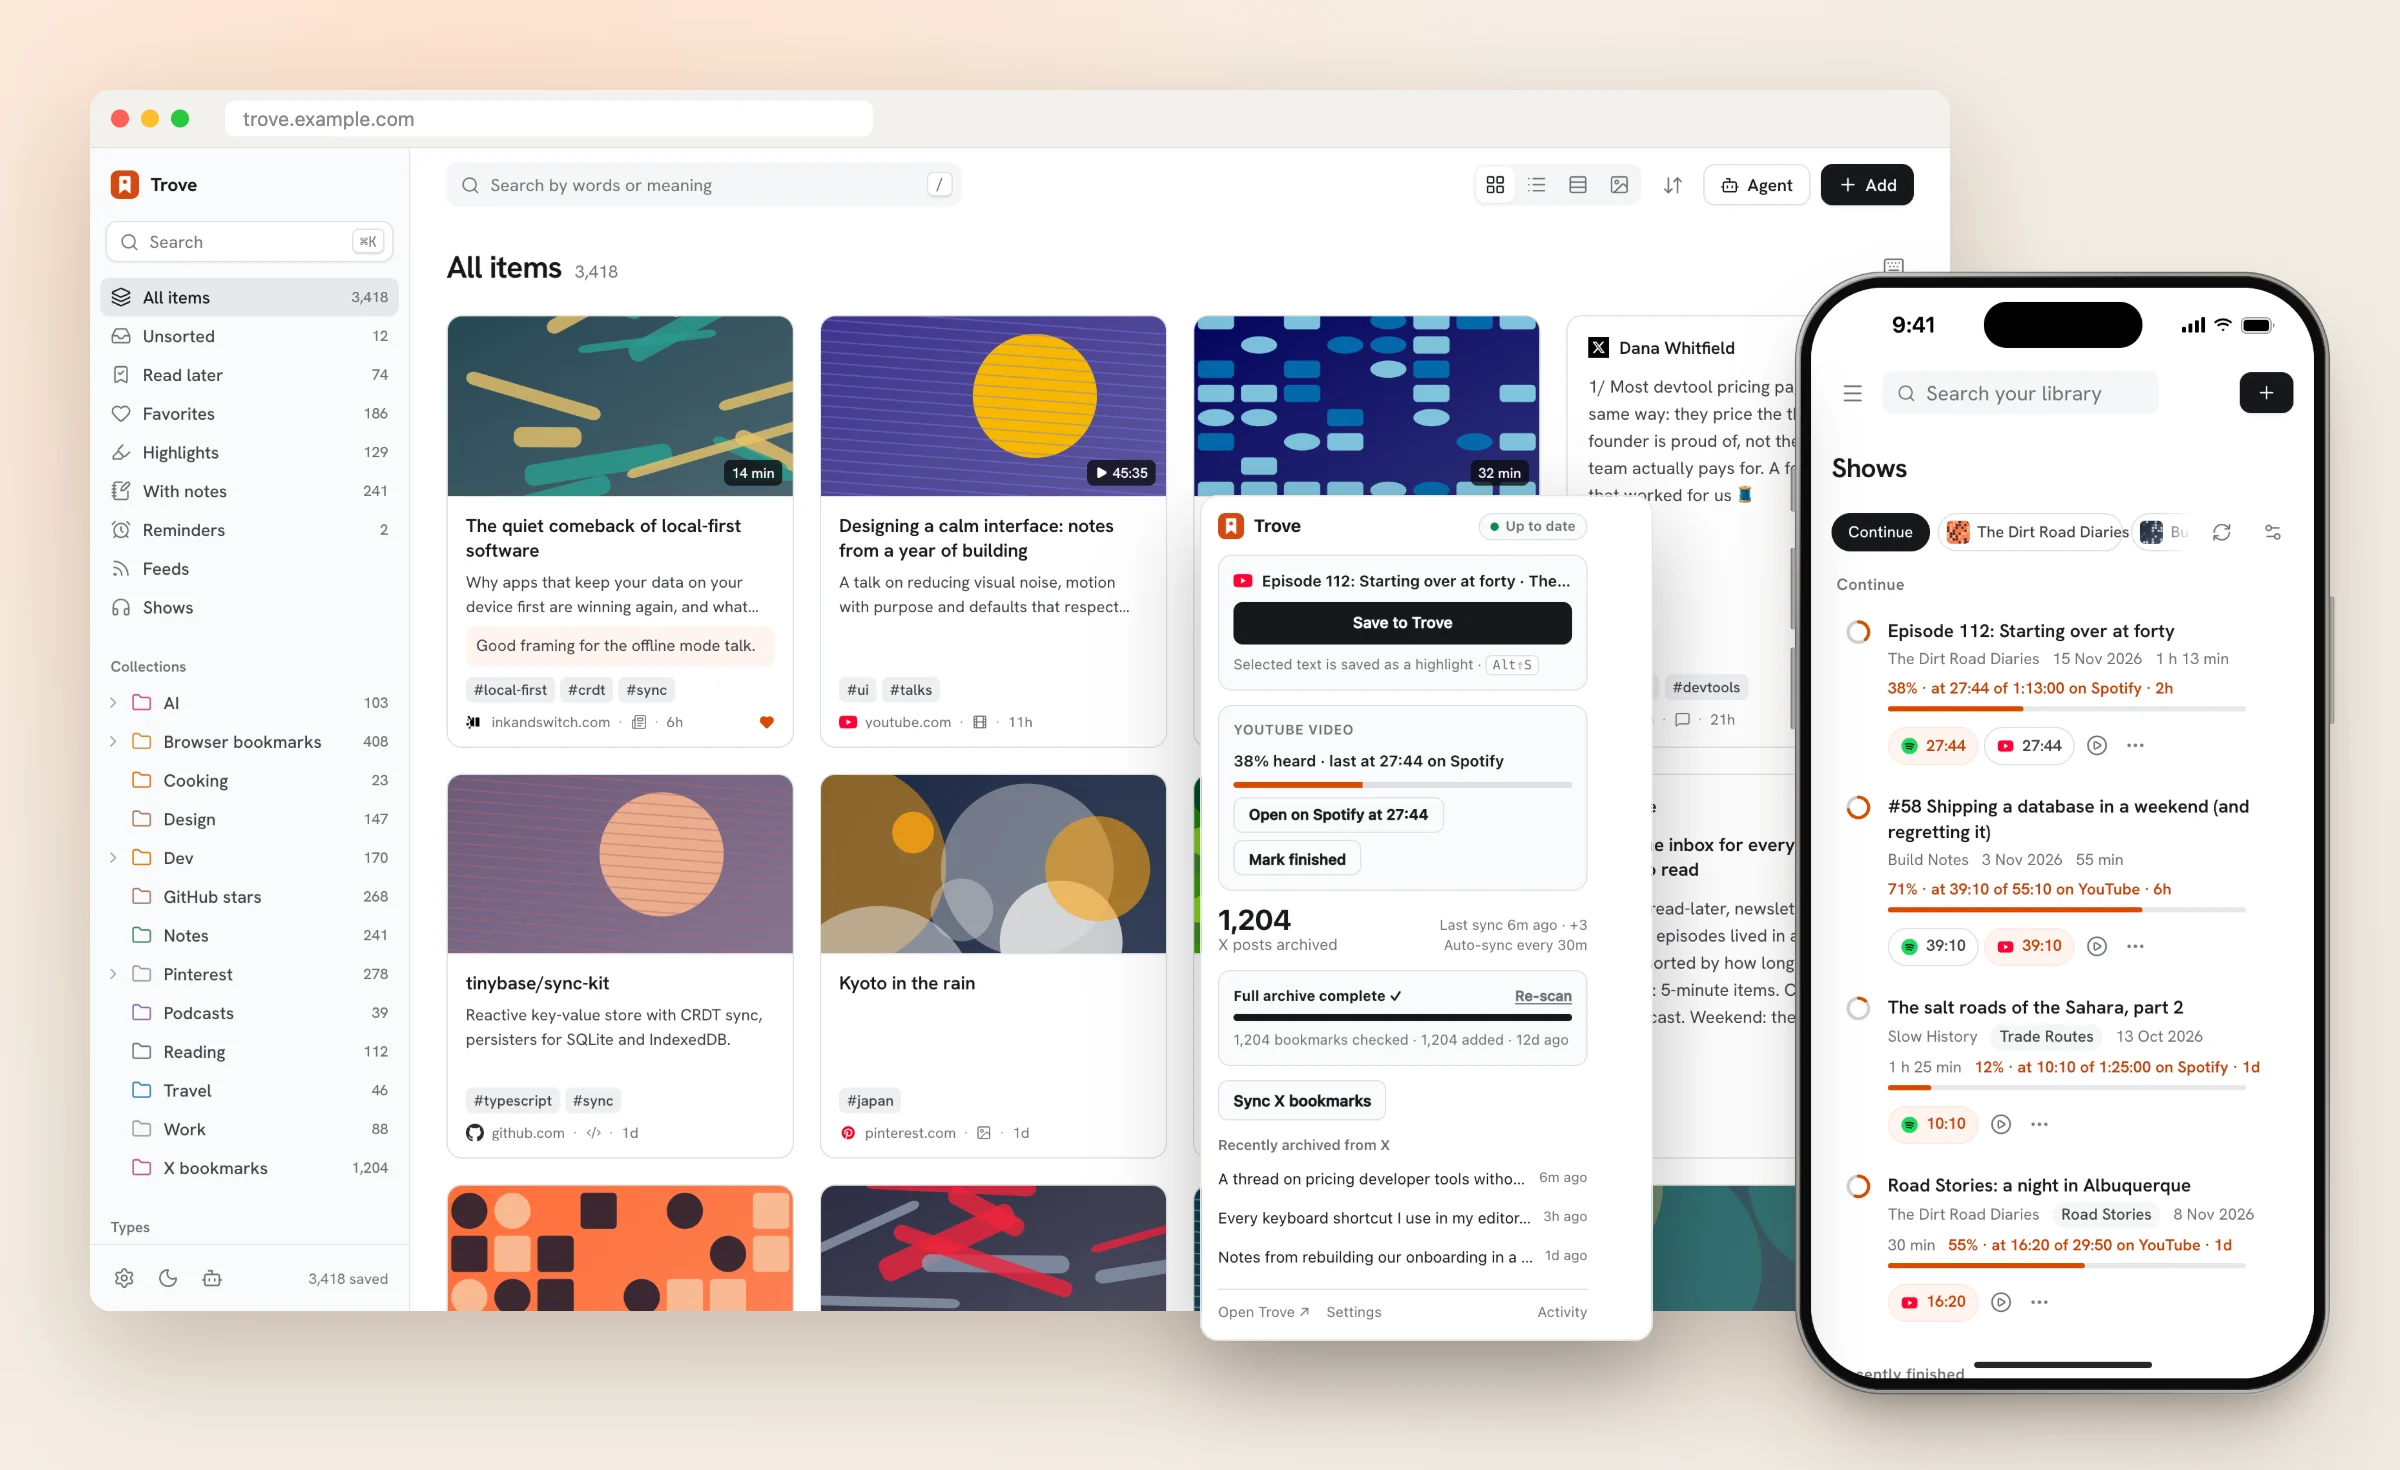 trove.example.com
Trove
Search
⌘K
All items 3,418
Unsorted 12
Read later 74
Favorites 186
Highlights 129
With notes 241
Reminders 2
Feeds
Shows
Collections
AI 103
Browser bookmarks 408
Cooking 23
Design 147
Dev 170
GitHub stars 268
Notes 241
Pinterest 278
Podcasts 39
Reading 112
Travel 46
Work 88
X bookmarks 1,204
Types
3,418 saved
Search by words or meaning /
Agent
+ Add
All items 3,418
14 min
The quiet comeback of local-first
software
Why apps that keep your data on your
device first are winning again, and what...
Good framing for the offline mode talk.
#local-first #crdt #sync
inkandswitch.com · · 6h
45:35
Designing a calm interface: notes
from a year of building
A talk on reducing visual noise, motion
with purpose and defaults that respect...
#ui #talks
youtube.com · · 11h
32 min
Dana Whitfield
1/ Most devtool pricing pa
same way: they price the t
founder is proud of, not the
team actually pays for. A f
that worked for us
#devtools
· 21h
tinybase/sync-kit
Reactive key-value store with CRDT sync,
persisters for SQLite and IndexedDB.
#typescript #sync
github.com · · 1d
Kyoto in the rain
#japan
pinterest.com · · 1d
e inbox for every
read
read-later, newslet
episodes lived in a
orted by how long
: 5-minute items. C
cast. Weekend: the
Trove
Up to date
Episode 112: Starting over at forty · The...
Save to Trove
Selected text is saved as a highlight · Alt⇧S
YOUTUBE VIDEO
38% heard · last at 27:44 on Spotify
Open on Spotify at 27:44
Mark finished
1,204
X posts archived
Last sync 6m ago · +3
Auto-sync every 30m
Full archive complete ✓ Re-scan
1,204 bookmarks checked · 1,204 added · 12d ago
Sync X bookmarks
Recently archived from X
A thread on pricing developer tools witho... 6m ago
Every keyboard shortcut I use in my editor... 3h ago
Notes from rebuilding our onboarding in a ... 1d ago
Open Trove ↗ Settings Activity
9:41
Search your library
+
Shows
Continue The Dirt Road Diaries Bu
Continue
Episode 112: Starting over at forty
The Dirt Road Diaries 15 Nov 2026 1 h 13 min
38% · at 27:44 of 1:13:00 on Spotify · 2h
27:44 27:44
#58 Shipping a database in a weekend (and
regretting it)
Build Notes 3 Nov 2026 55 min
71% · at 39:10 of 55:10 on YouTube · 6h
39:10 39:10
The salt roads of the Sahara, part 2
Slow History Trade Routes 13 Oct 2026
1 h 25 min 12% · at 10:10 of 1:25:00 on Spotify · 1d
10:10
Road Stories: a night in Albuquerque
The Dirt Road Diaries Road Stories 8 Nov 2026
30 min 55% · at 16:20 of 29:50 on YouTube · 1d
16:20
cently finished